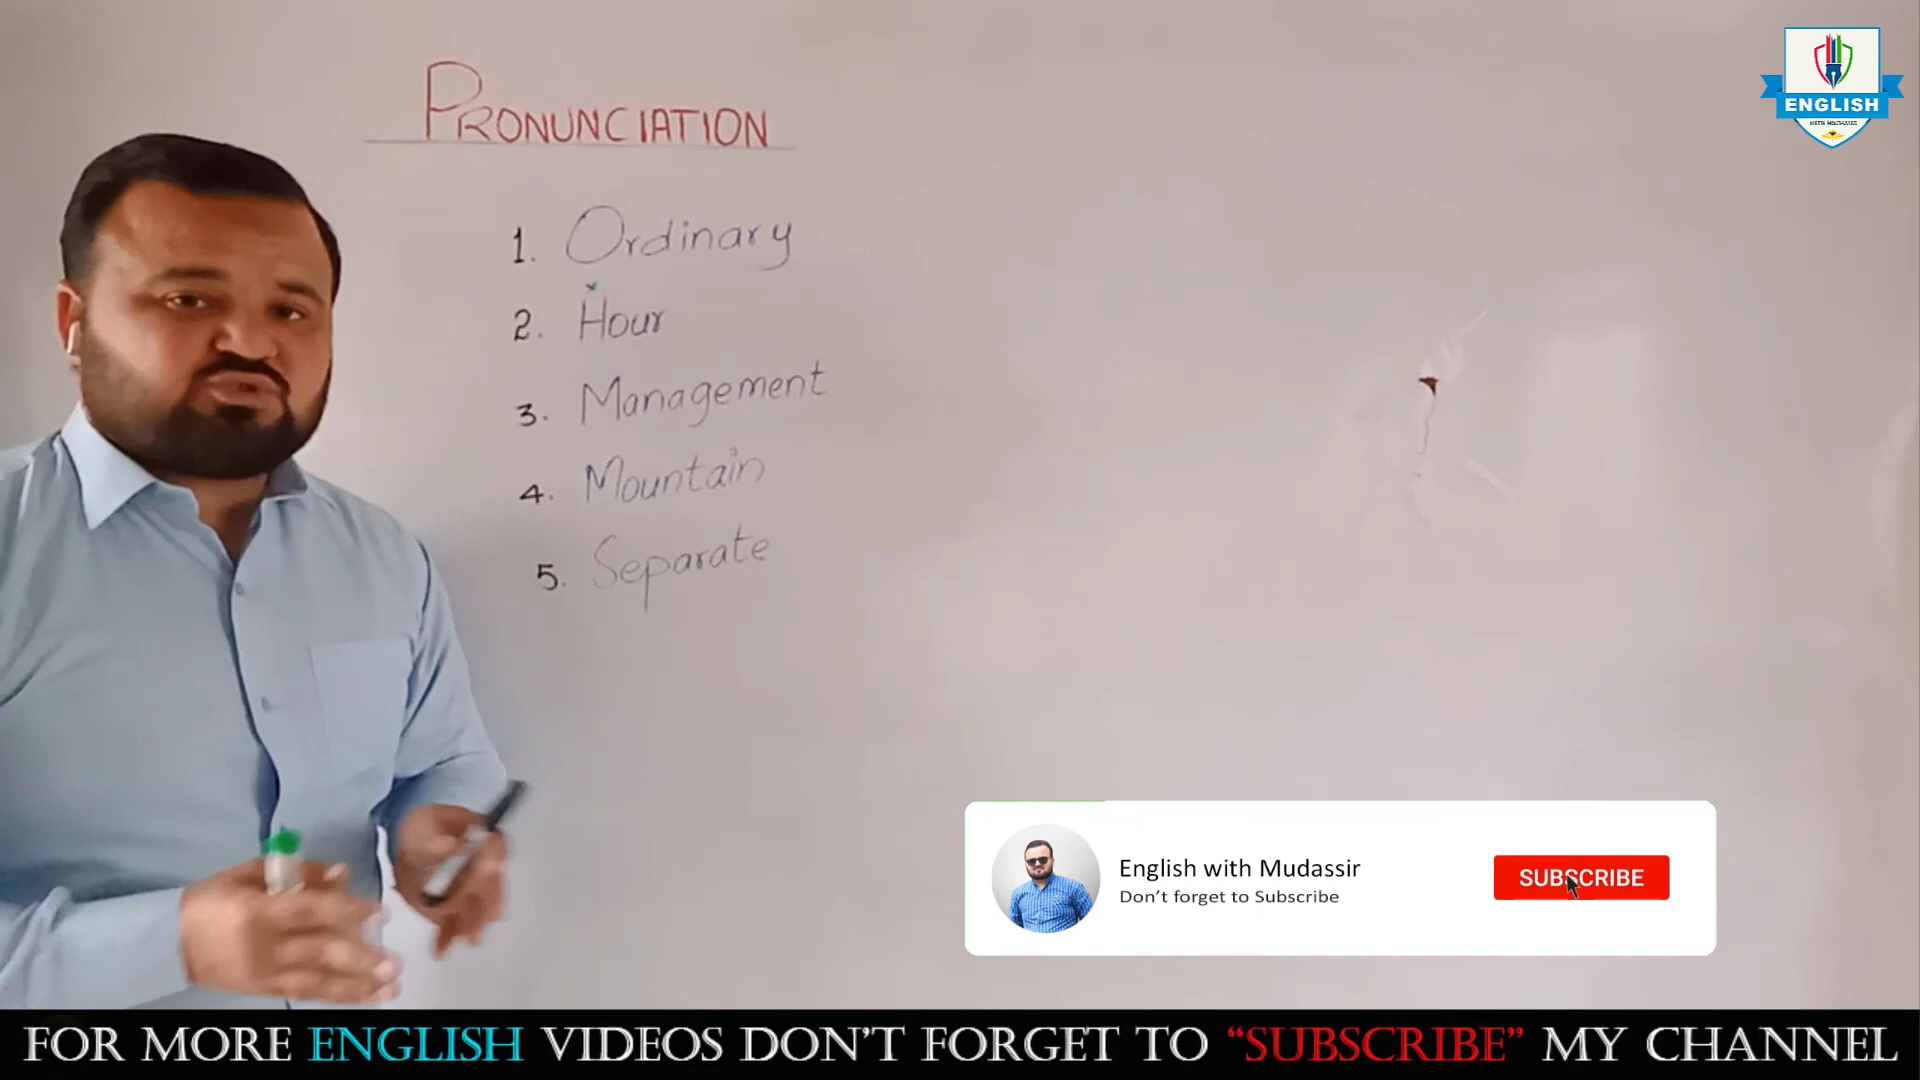 PRONUNCIATION
ENGLISH
1. Ordinary
x
2. Hour
3. Management
4. Mountain
5. Separate
English with Mudassir
Don't forget to Subscribe
SUBSCRIBE
FOR MORE ENGLISH VIDEOS DON'T FORGET TO “SUBSCRIBE” MY CHANNEL